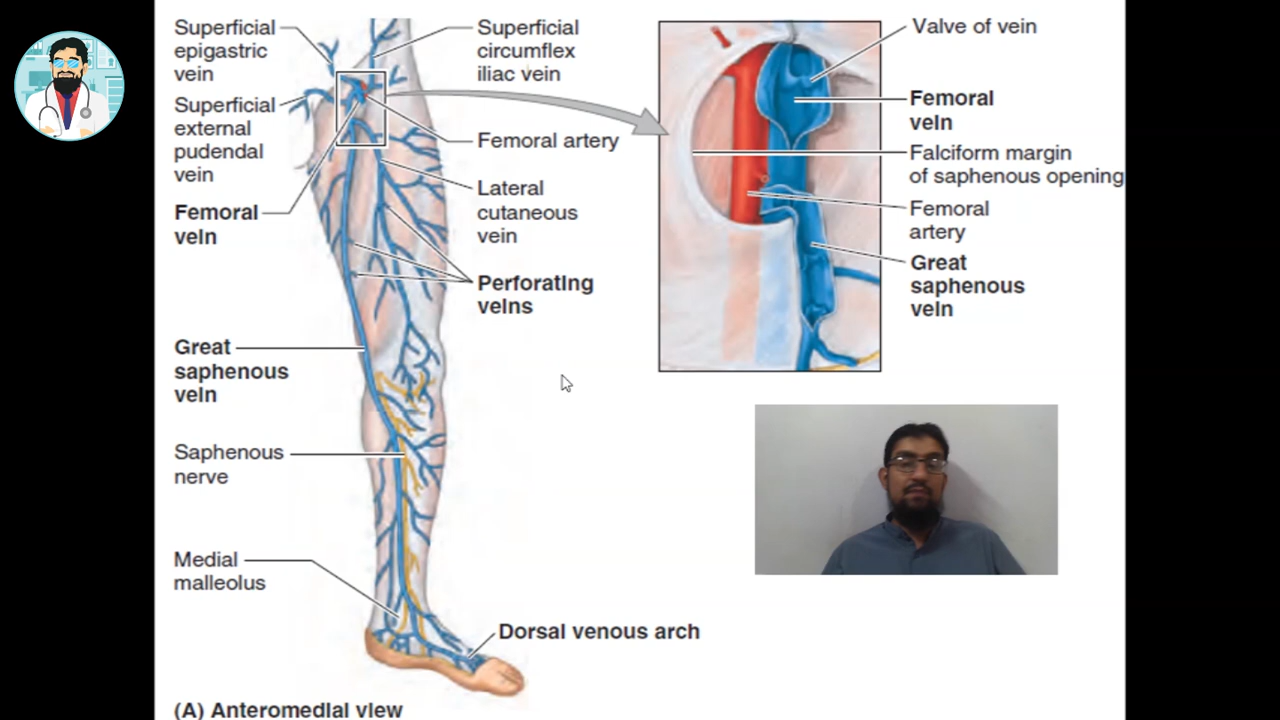 Superficial
epigastric
vein
Superficial
external
pudendal
vein
Femoral
vein
Great
saphenous
vein
Saphenous
nerve
Medial
malleolus
(A) Anteromedial view
Superficial
circumflex
iliac vein
Femoral artery
Lateral
cutaneous
vein
Perforating
veins
Dorsal venous arch
Valve of vein
Femoral
vein
Falciform margin
of saphenous opening
Femoral
artery
Great
saphenous
vein